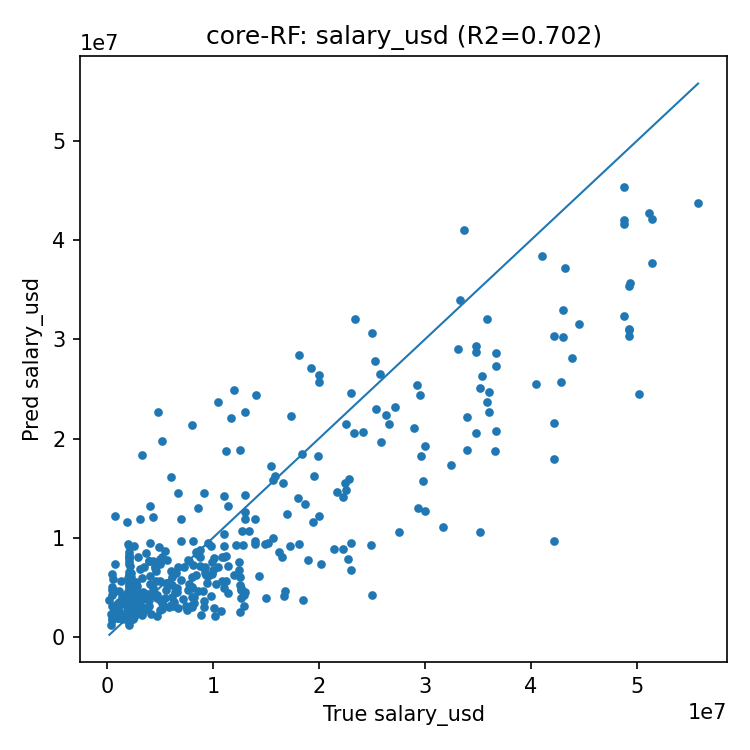 core-RF: salary_usd (R2=0.702)
1e7
5
4
3
2
1
0
Pred salary_usd
0 1 2 3 4 5
True salary_usd
1e7